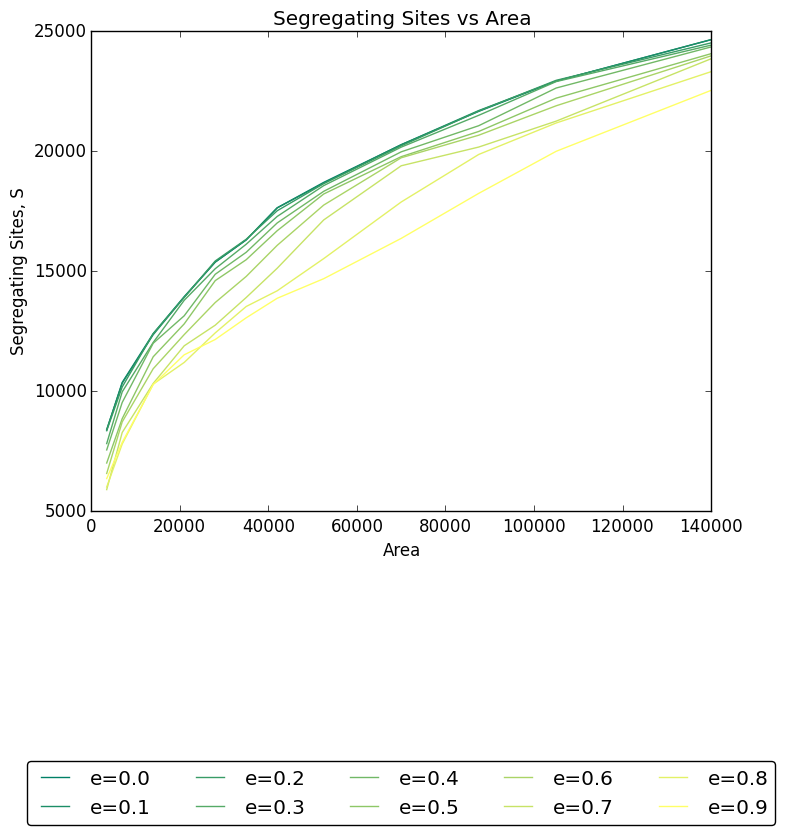 Segregating Sites vs Area
25000
20000
15000
10000
5000
Segregating Sites, S
0 20000 40000 60000 80000 100000 120000 140000
Area
e=0.0 e=0.2 e=0.4 e=0.6 e=0.8
e=0.1 e=0.3 e=0.5 e=0.7 e=0.9